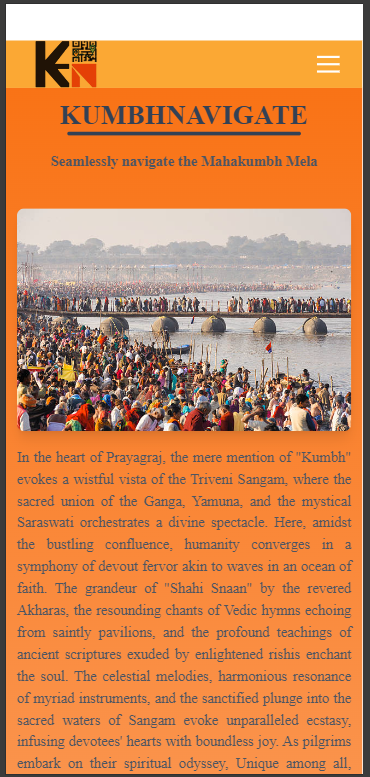 KN
KUMBHNAVIGATE
Seamlessly navigate the Mahakumbh Mela
In the heart of Prayagraj, the mere mention of "Kumbh"
evokes a wistful vista of the Triveni Sangam, where the
sacred union of the Ganga, Yamuna, and the mystical
Saraswati orchestrates a divine spectacle. Here, amidst
the bustling confluence, humanity converges in a
symphony of devout fervor akin to waves in an ocean of
faith. The grandeur of "Shahi Snaan" by the revered
Akharas, the resounding chants of Vedic hymns echoing
from saintly pavilions, and the profound teachings of
ancient scriptures exuded by enlightened rishis enchant
the soul. The celestial melodies, harmonious resonance
of myriad instruments, and the sanctified plunge into the
sacred waters of Sangam evoke unparalleled ecstasy,
infusing devotees' hearts with boundless joy. As pilgrims
embark on their spiritual odyssey, Unique among all,